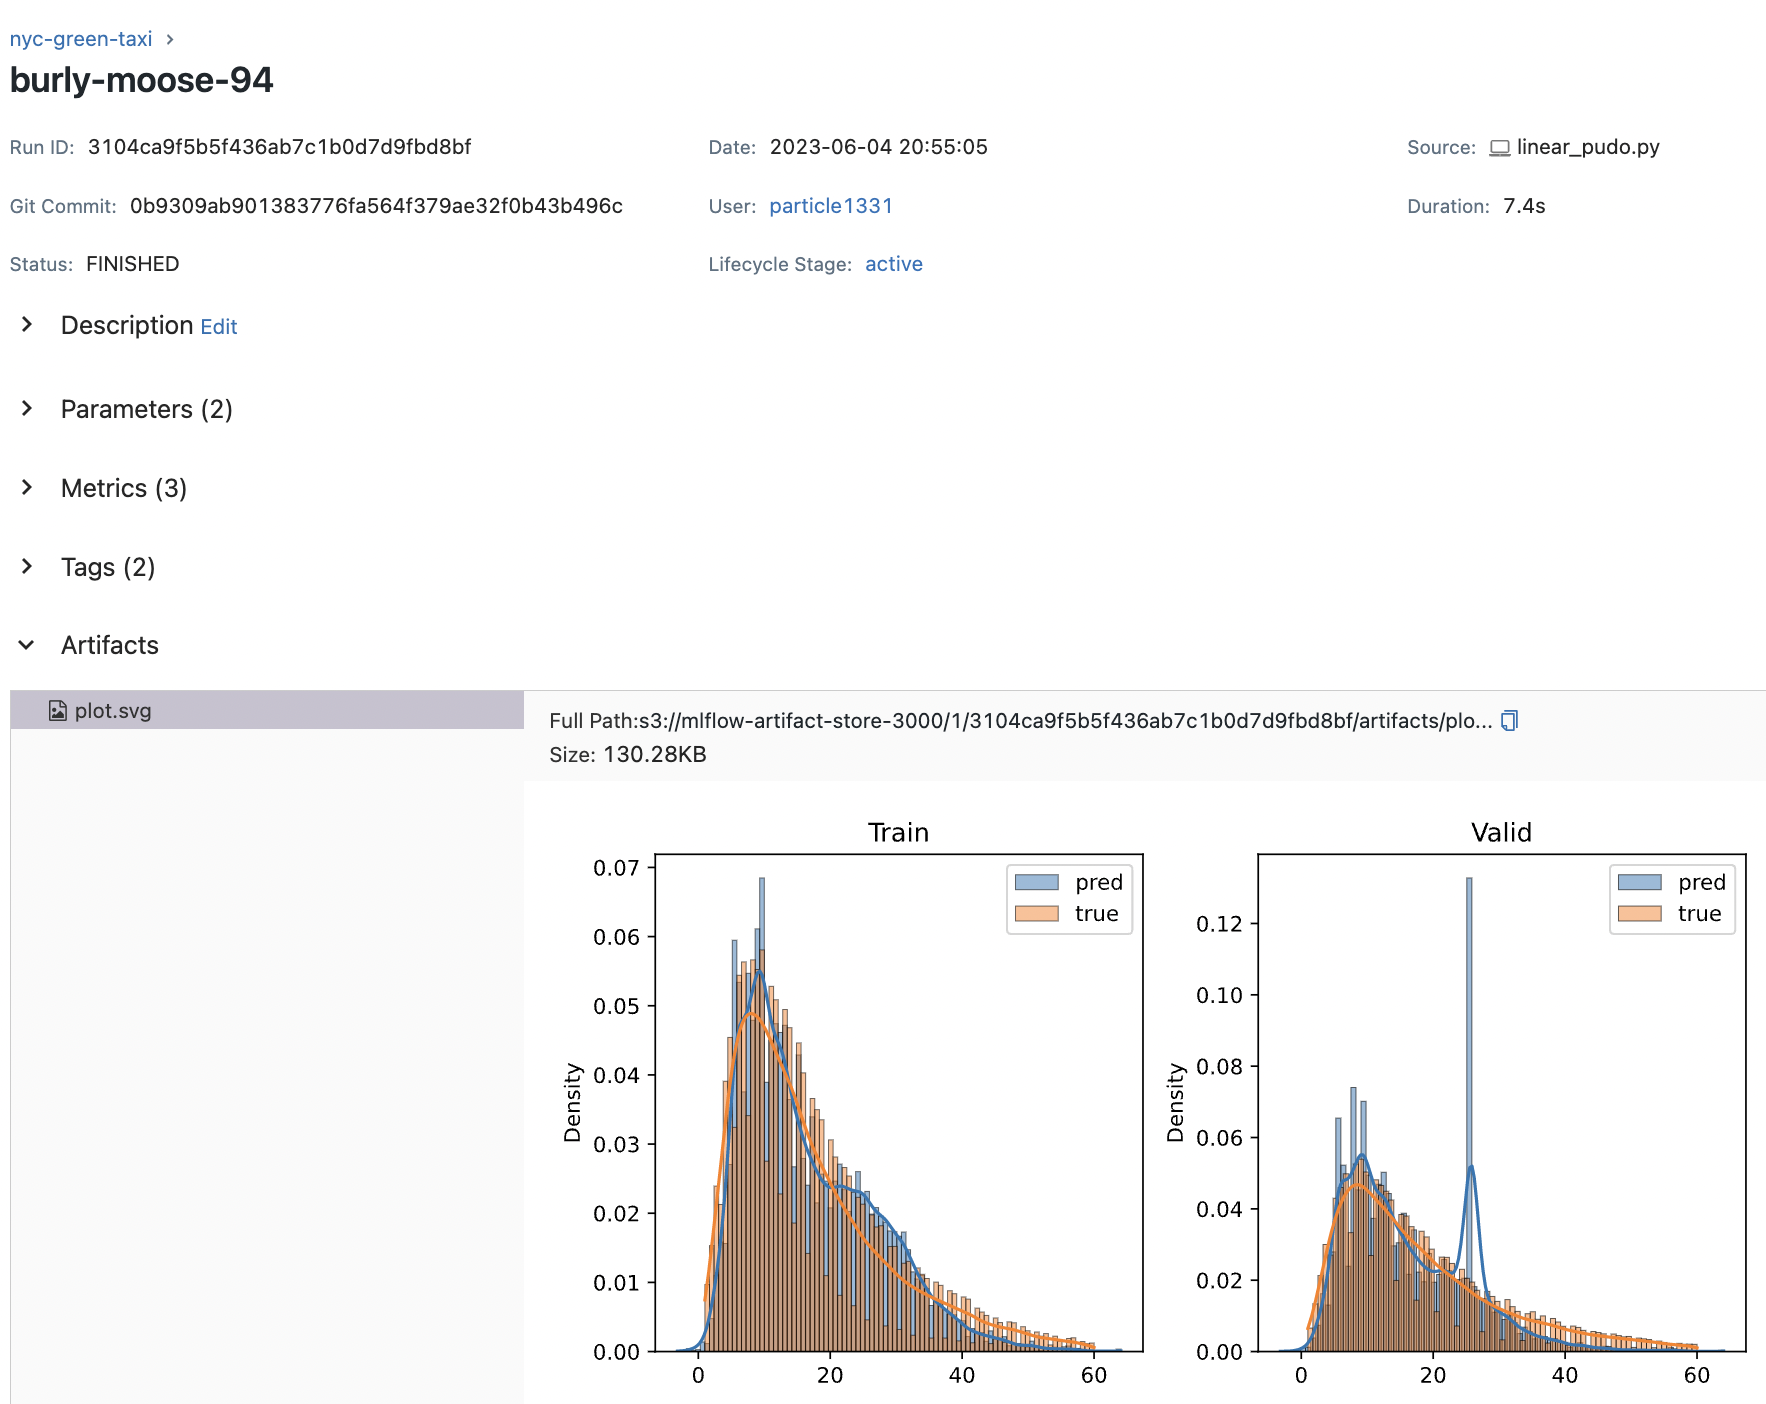 nyc-green-taxi
burly-moose-94
Run ID: 3104ca9f5b5f436ab7c1b0d7d9fbd8bf
Date: 2023-06-04 20:55:05
Source: linear_pudo.py
Git Commit: 0b9309ab901383776fa564f379ae32f0b43b496c
User: particle1331
Duration: 7.4s
Status: FINISHED
Lifecycle Stage: active
Description Edit
Parameters (2)
Metrics (3)
Tags (2)
Artifacts
plot.svg
Full Path:s3://mlflow-artifact-store-3000/1/3104ca9f5b5f436ab7c1b0d7d9fbd8bf/artifacts/plo...
Size: 130.28KB
Train
pred
true
Density
0.07
0.06
0.05
0.04
0.03
0.02
0.01
0.00
0 20 40 60
Valid
pred
true
Density
0.12
0.10
0.08
0.06
0.04
0.02
0.00
0 20 40 60